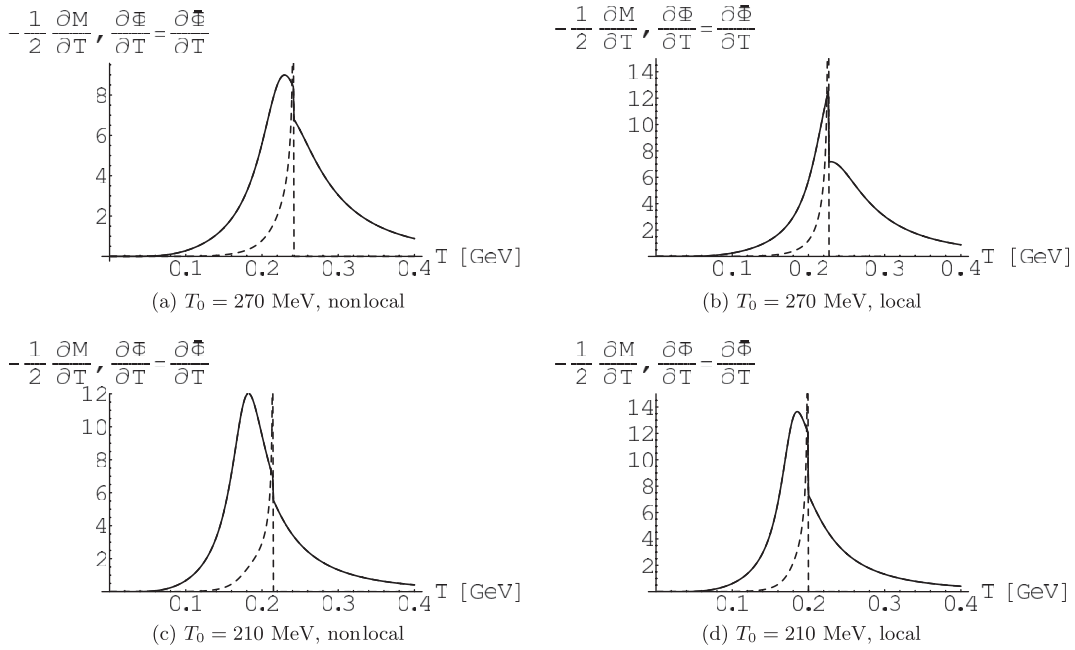 -1/2 ∂M/∂T, ∂Φ/∂T = ∂Φ̄/∂T
8
6
4
2
0.1 0.2 0.3 0.4 T [GeV]
(a) T₀ = 270 MeV, nonlocal
-1/2 ∂M/∂T, ∂Φ/∂T = ∂Φ̄/∂T
14
12
10
8
6
4
2
0.1 0.2 0.3 0.4 T [GeV]
(b) T₀ = 270 MeV, local
-1/2 ∂M/∂T, ∂Φ/∂T = ∂Φ̄/∂T
12
10
8
6
4
2
0.1 0.2 0.3 0.4 T [GeV]
(c) T₀ = 210 MeV, nonlocal
-1/2 ∂M/∂T, ∂Φ/∂T = ∂Φ̄/∂T
14
12
10
8
6
4
2
0.1 0.2 0.3 0.4 T [GeV]
(d) T₀ = 210 MeV, local